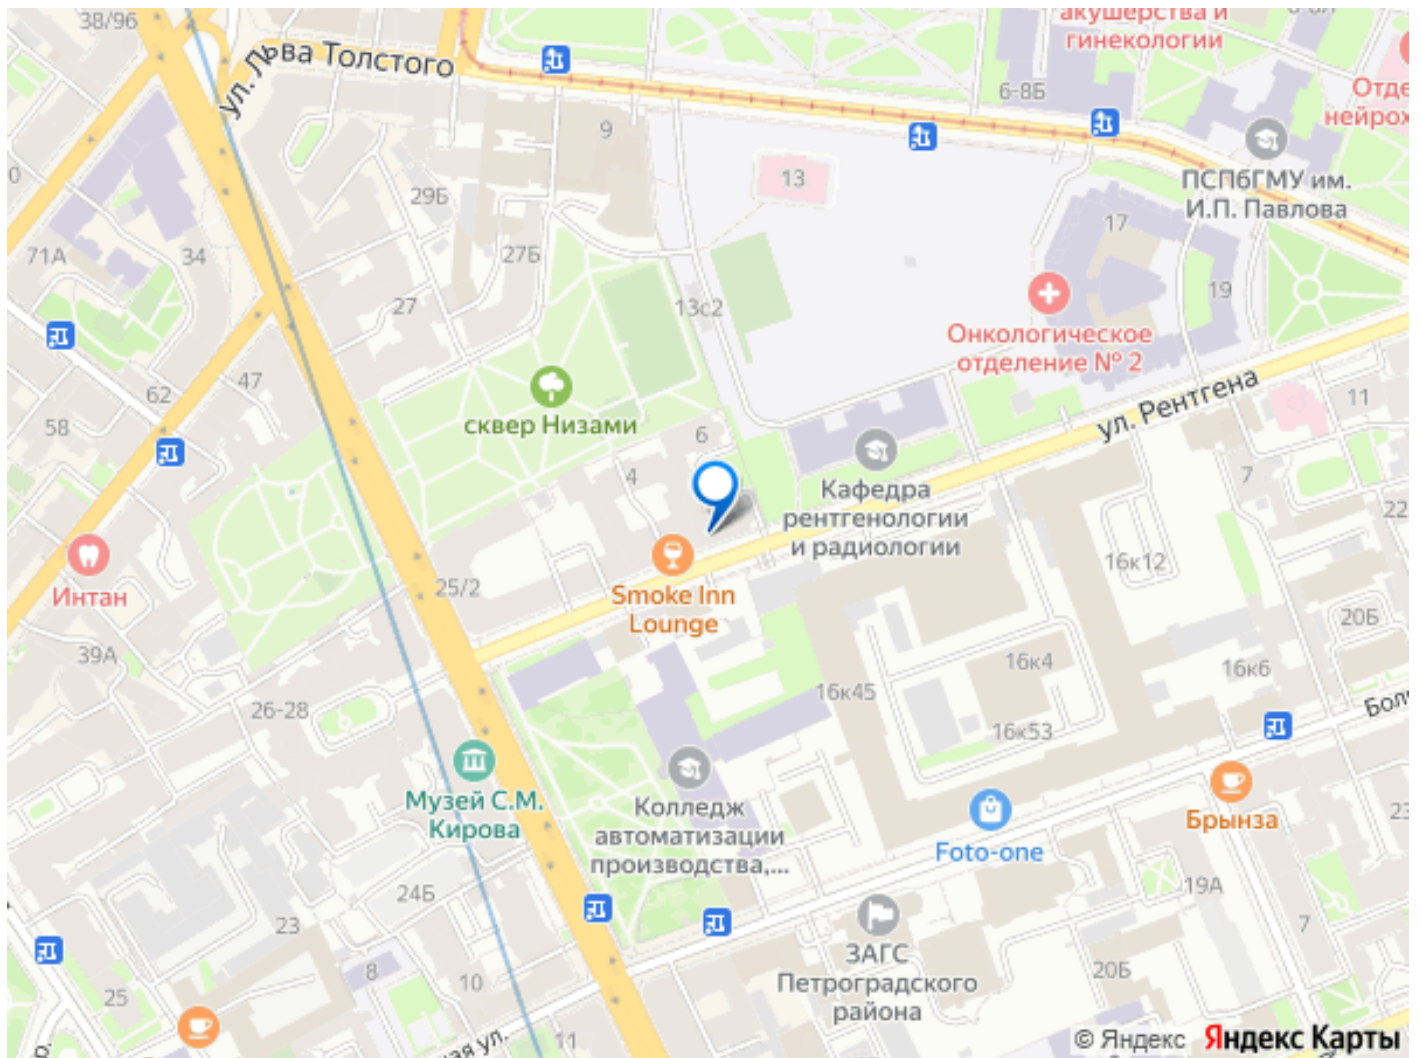 38/96
акушерства и
гинекологии
6-8Б
Отде
нейрох
ул. Льва Толстого
9
13
ПСПбГМУ им.
И.П. Павлова
29Б
17
71А
34
27Б
19
27
13с2
Онкологическое
отделение № 2
47
62
58
сквер Низами
6
4
ул. Рентгена
11
7
Кафедра
рентгенологии
и радиологии
22
16к12
Интан
25/2
Smoke Inn
Lounge
20Б
39А
16к4
16к6
16к45
26-28
16к53
Бол
Музей С.М.
Кирова
Колледж
автоматизации
производства,...
Foto-one
Брынза
23
24Б
19А
23
7
8
10
ЗАГС
Петроградского
района
20Б
25
11
ная ул.
© Яндекс Яндекс Карты